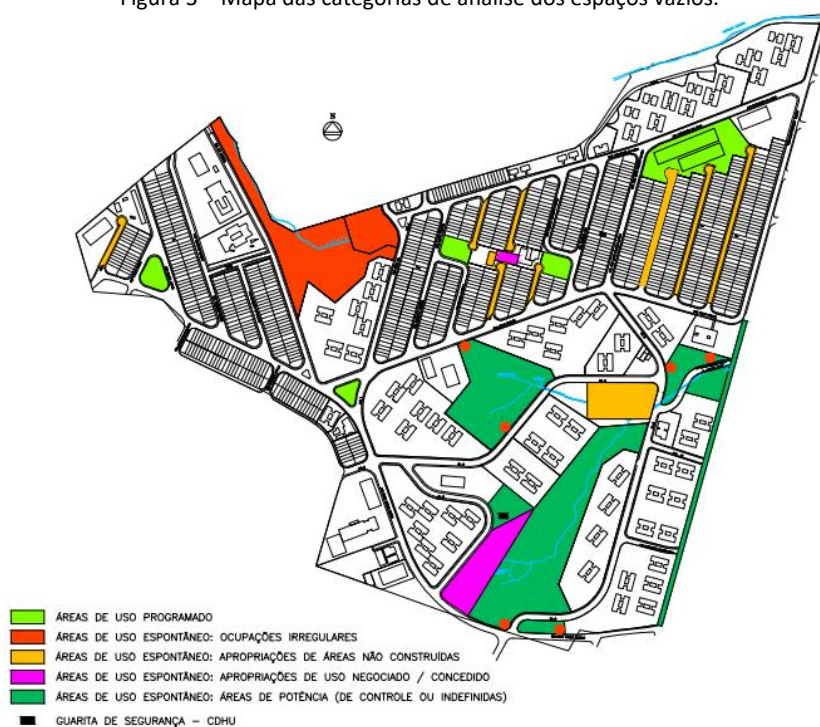 Figura 3 – Mapa das categorias de análise dos espaços vazios.
N
ÁREAS DE USO PROGRAMADO
ÁREAS DE USO ESPONTÂNEO: OCUPAÇÕES IRREGULARES
ÁREAS DE USO ESPONTÂNEO: APROPRIAÇÕES DE ÁREAS NÃO CONSTRUÍDAS
ÁREAS DE USO ESPONTÂNEO: APROPRIAÇÕES DE USO NEGOCIADO / CONCEDIDO
ÁREAS DE USO ESPONTÂNEO: ÁREAS DE POTÊNCIA (DE CONTROLE OU INDEFINIDAS)
GUARITA DE SEGURANÇA – CDHU